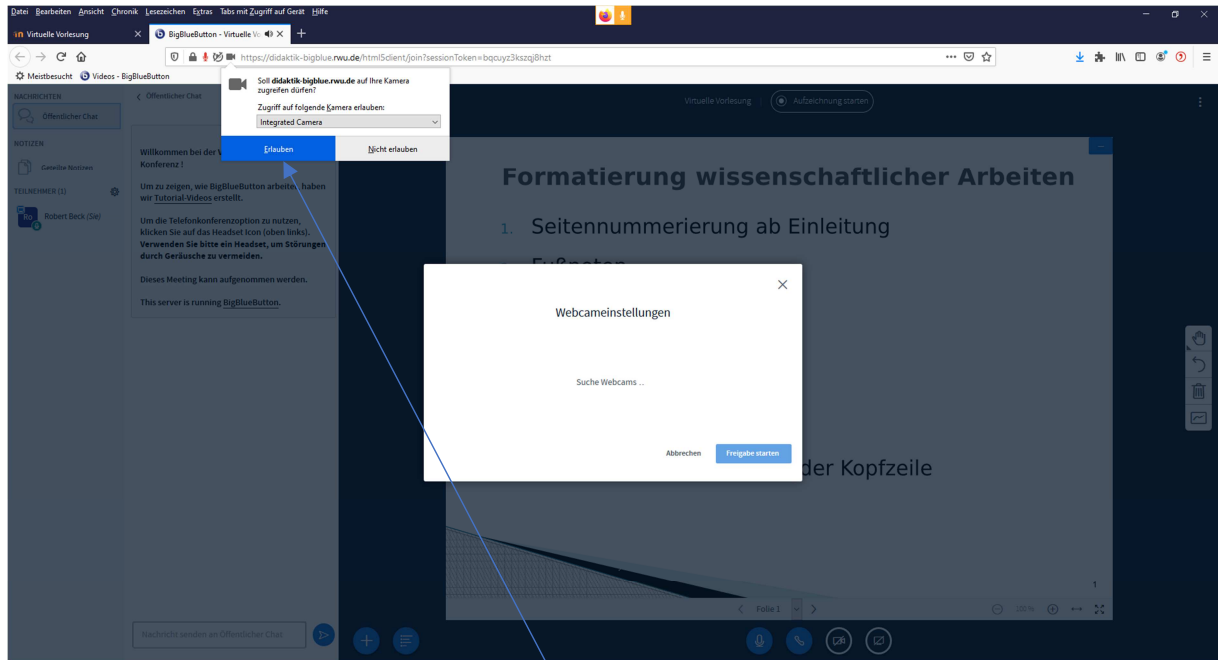 Datei Bearbeiten Ansicht Chronik Lesezeichen Extras Tabs mit Zugriff auf Gerät Hilfe
Virtuelle Vorlesung
BigBlueButton - Virtuelle Vo
https://didaktik-bigblue.rwu.de/html5client/join?sessionToken=bqcuyz3kszqj8hzt
Meistbesucht
Videos - BigBlueButton
Soll didaktik-bigblue.rwu.de auf Ihre Kamera
zugreifen dürfen?
Zugriff auf folgende Kamera erlauben:
Integrated Camera
Erlauben
Nicht erlauben
NACHRICHTEN
Öffentlicher Chat
NOTIZEN
Geteilte Notizen
TEILNEHMER (1)
Ro
Robert Beck (Sie)
Öffentlicher Chat
Willkommen bei der V
Konferenz !
Um zu zeigen, wie BigBlueButton arbeitet, haben
wir Tutorial-Videos erstellt.
Um die Telefonkonferenzoption zu nutzen,
klicken Sie auf das Headset Icon (oben links).
Verwenden Sie bitte ein Headset, um Störungen
durch Geräusche zu vermeiden.
Dieses Meeting kann aufgenommen werden.
This server is running BigBlueButton.
Nachricht senden an Öffentlicher Chat
Virtuelle Vorlesung
Aufzeichnung starten
Formatierung wissenschaftlicher Arbeiten
1. Seitennummerierung ab Einleitung
Fußnoten
Webcameinstellungen
Suche Webcams ..
Abbrechen
Freigabe starten
der Kopfzeile
1
Folie 1
100 %